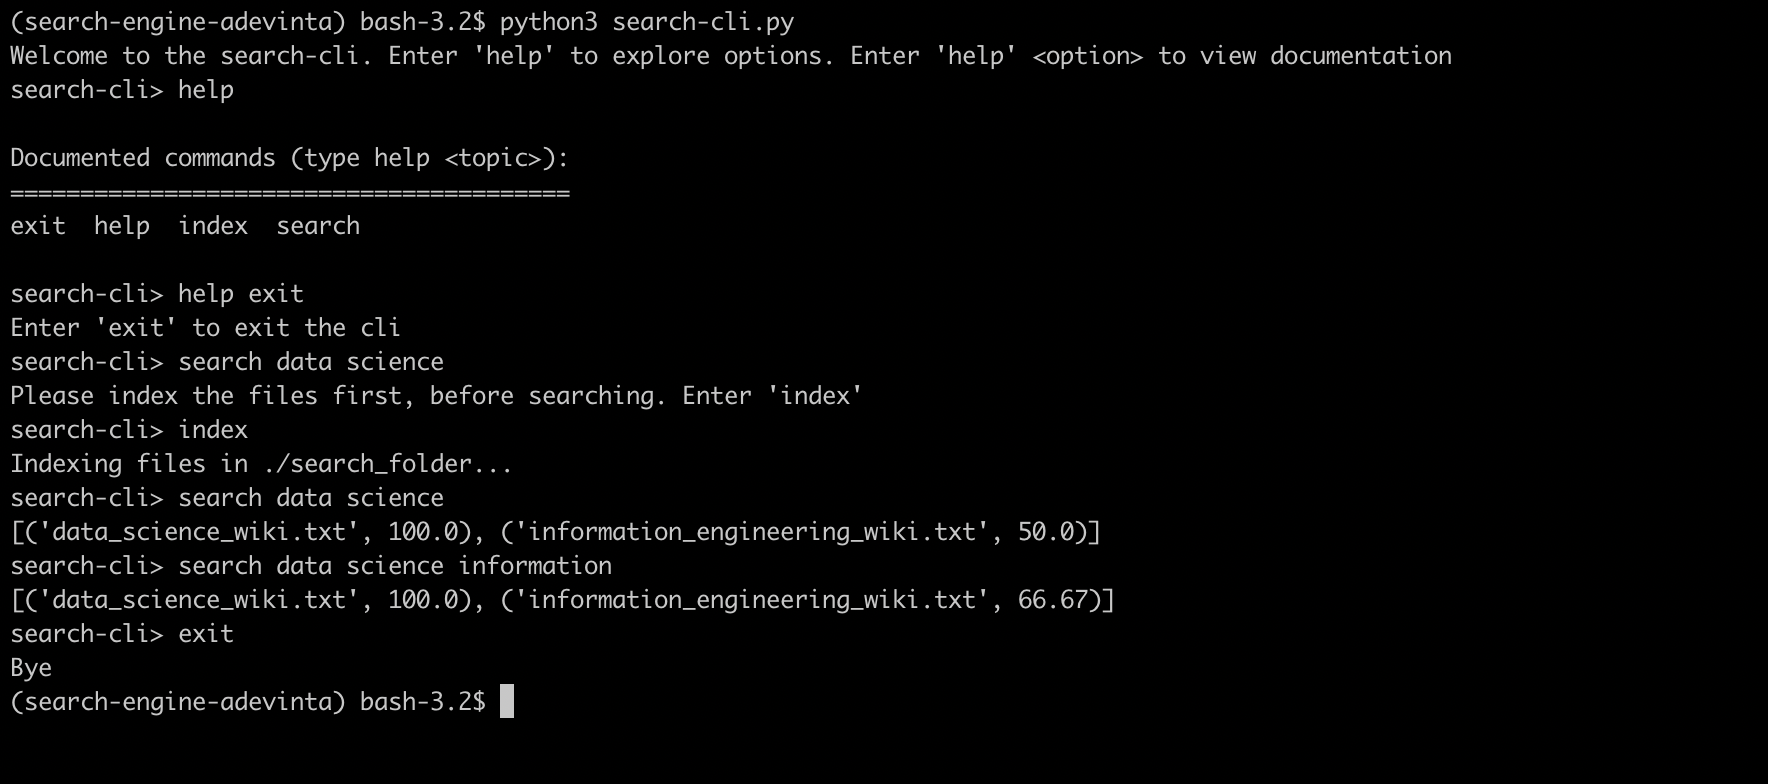 (search-engine-adevinta) bash-3.2$ python3 search-cli.py
Welcome to the search-cli. Enter 'help' to explore options. Enter 'help' <option> to view documentation
search-cli> help
Documented commands (type help <topic>):
========================================
exit  help  index  search
search-cli> help exit
Enter 'exit' to exit the cli
search-cli> search data science
Please index the files first, before searching. Enter 'index'
search-cli> index
Indexing files in ./search_folder...
search-cli> search data science
[('data_science_wiki.txt', 100.0), ('information_engineering_wiki.txt', 50.0)]
search-cli> search data science information
[('data_science_wiki.txt', 100.0), ('information_engineering_wiki.txt', 66.67)]
search-cli> exit
Bye
(search-engine-adevinta) bash-3.2$